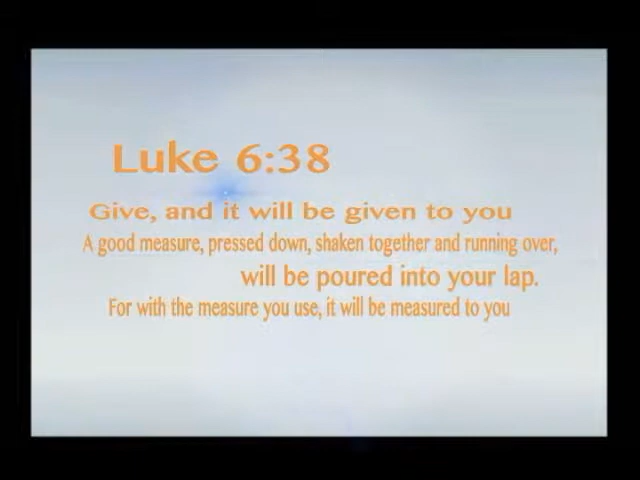 Luke 6:38
Give, and it will be given to you
A good measure, pressed down, shaken together and running over,
will be poured into your lap.
For with the measure you use, it will be measured to you